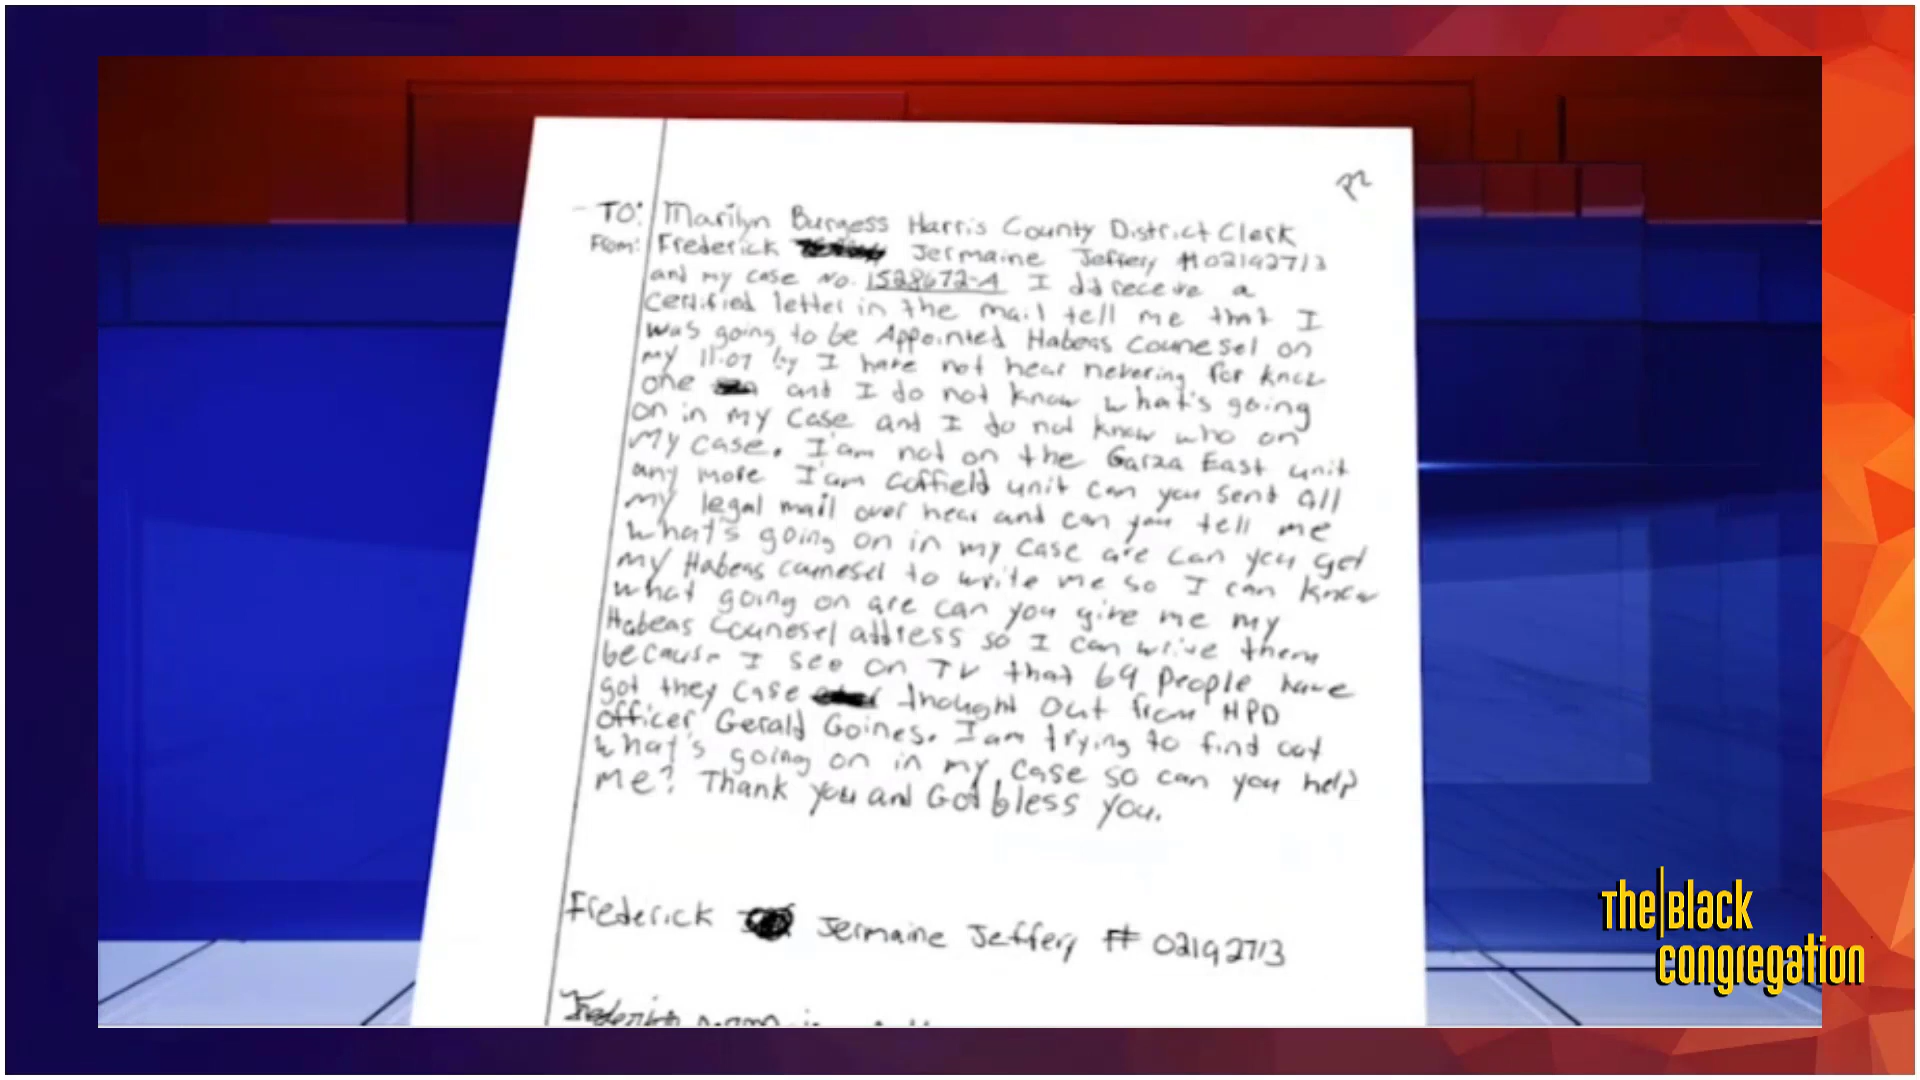 TO: Marilyn Burgess Harris County District Clerk
From: Frederick Jermaine Jeffery #02192713
and my case No. 1528672-A I did receive a
certified letter in the mail tell me that I
was going to be Appointed Habeas Counesel on
my 11.07 by I have not hear nevering for know
one and I do not know what's going
on in my case and I do not know who on
My case. I'am not on the Garza East unit
any more I'am Coffield unit can you sent all
my legal mail over hear and can you tell me
what's going on in my case are can you get
my Habeas counesel to write me so I can know
what going on are can you give me my
Habeas Counesel address so I can write them
because I see on TV that 69 people have
got they case thought out from HPD
officer Gerald Goines. I am trying to find out
what's going on in my case so can you help
me? Thank you and God bless you.
Frederick Jermaine Jeffery # 02192713
The Black
congregation